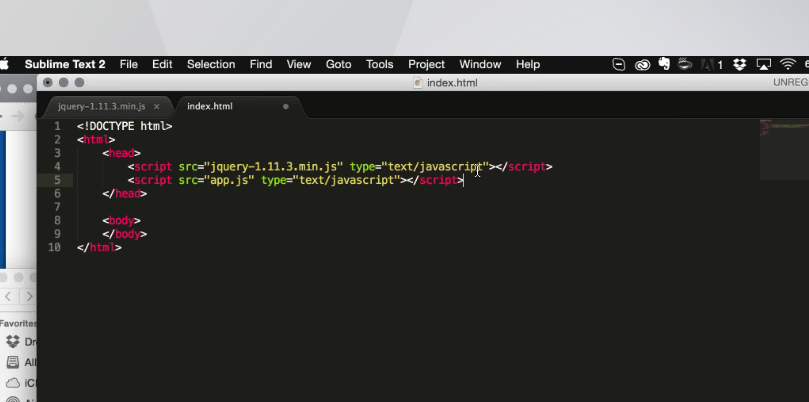 Sublime Text 2 File Edit Selection Find View Goto Tools Project Window Help 1
index.html UNREG
jquery-1.11.3.min.js × index.html
1 <!DOCTYPE html>
2 <html>
3 <head>
4 <script src="jquery-1.11.3.min.js" type="text/javascript"></script>
5 <script src="app.js" type="text/javascript"></script>
6 </head>
7
8 <body>
9 </body>
10 </html>
Favorites
Dr
All
iCl